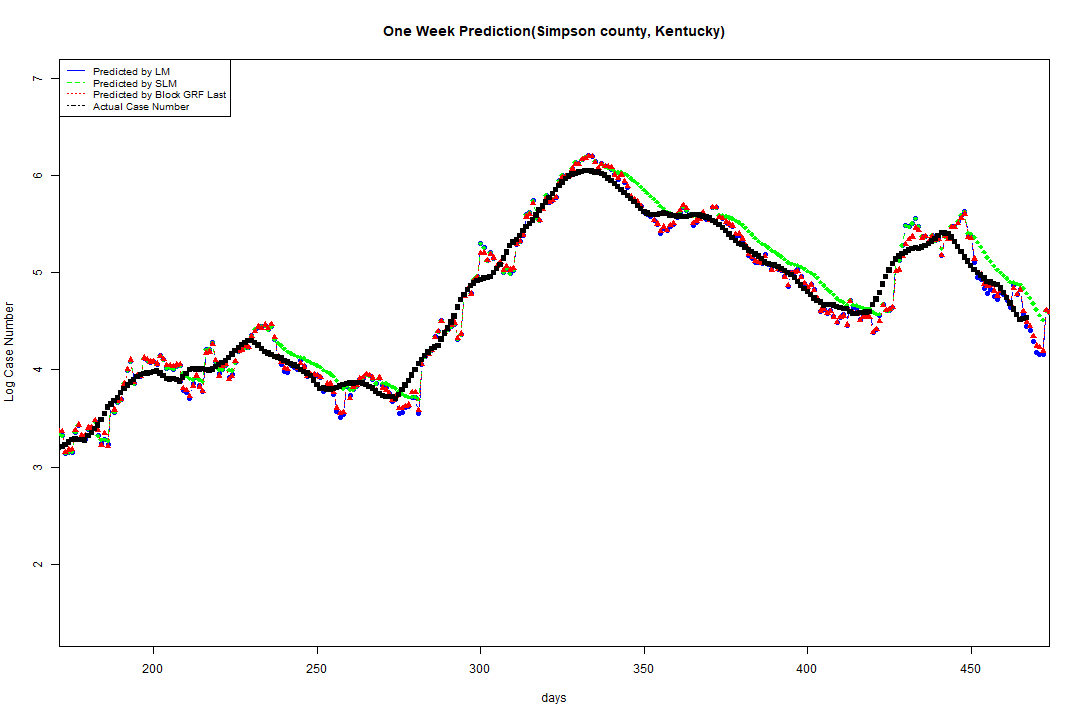 One Week Prediction(Simpson county, Kentucky)
Predicted by LM
Predicted by SLM
Predicted by Block GRF Last
Actual Case Number
7
6
5
4
3
2
Log Case Number
200 250 300 350 400 450
days